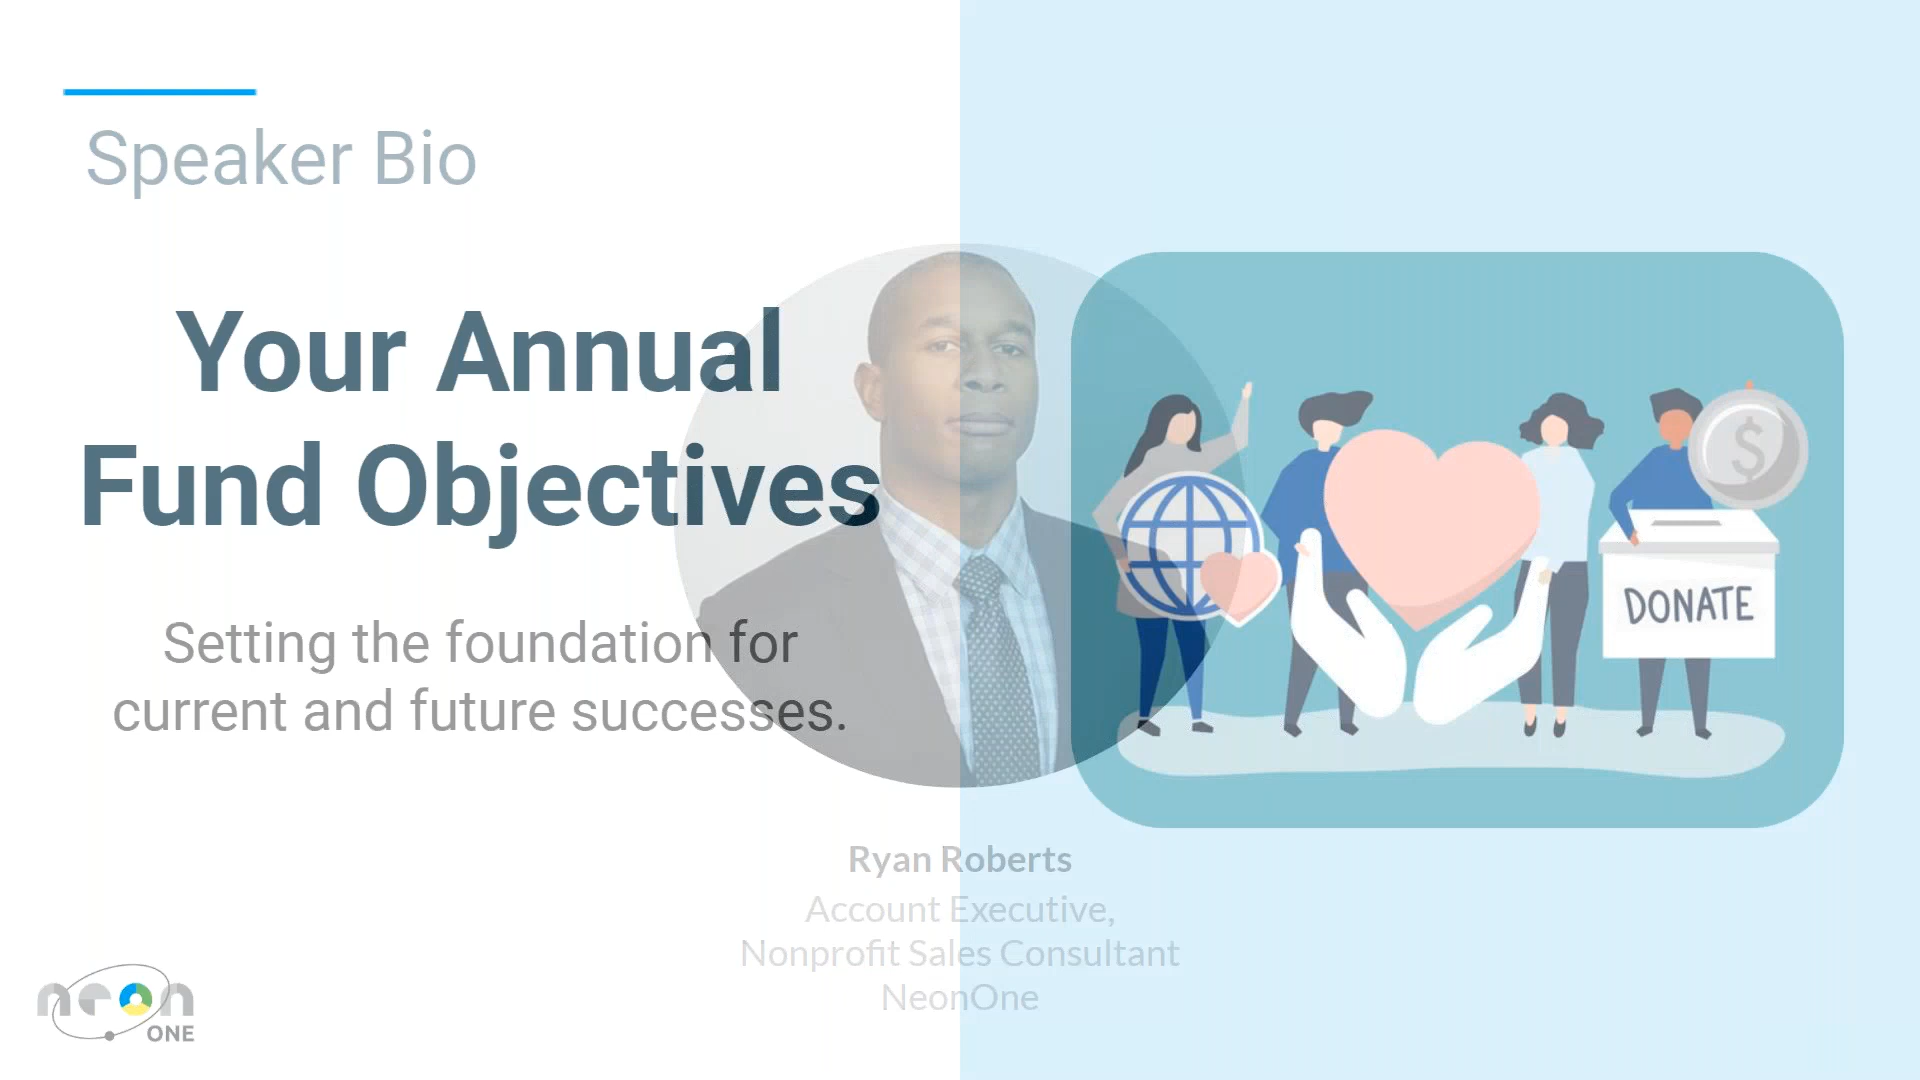 Speaker Bio
Your Annual
Fund Objectives
Setting the foundation for
current and future successes.
$
DONATE
Ryan Roberts
Account Executive,
Nonprofit Sales Consultant
NeonOne
neon
ONE